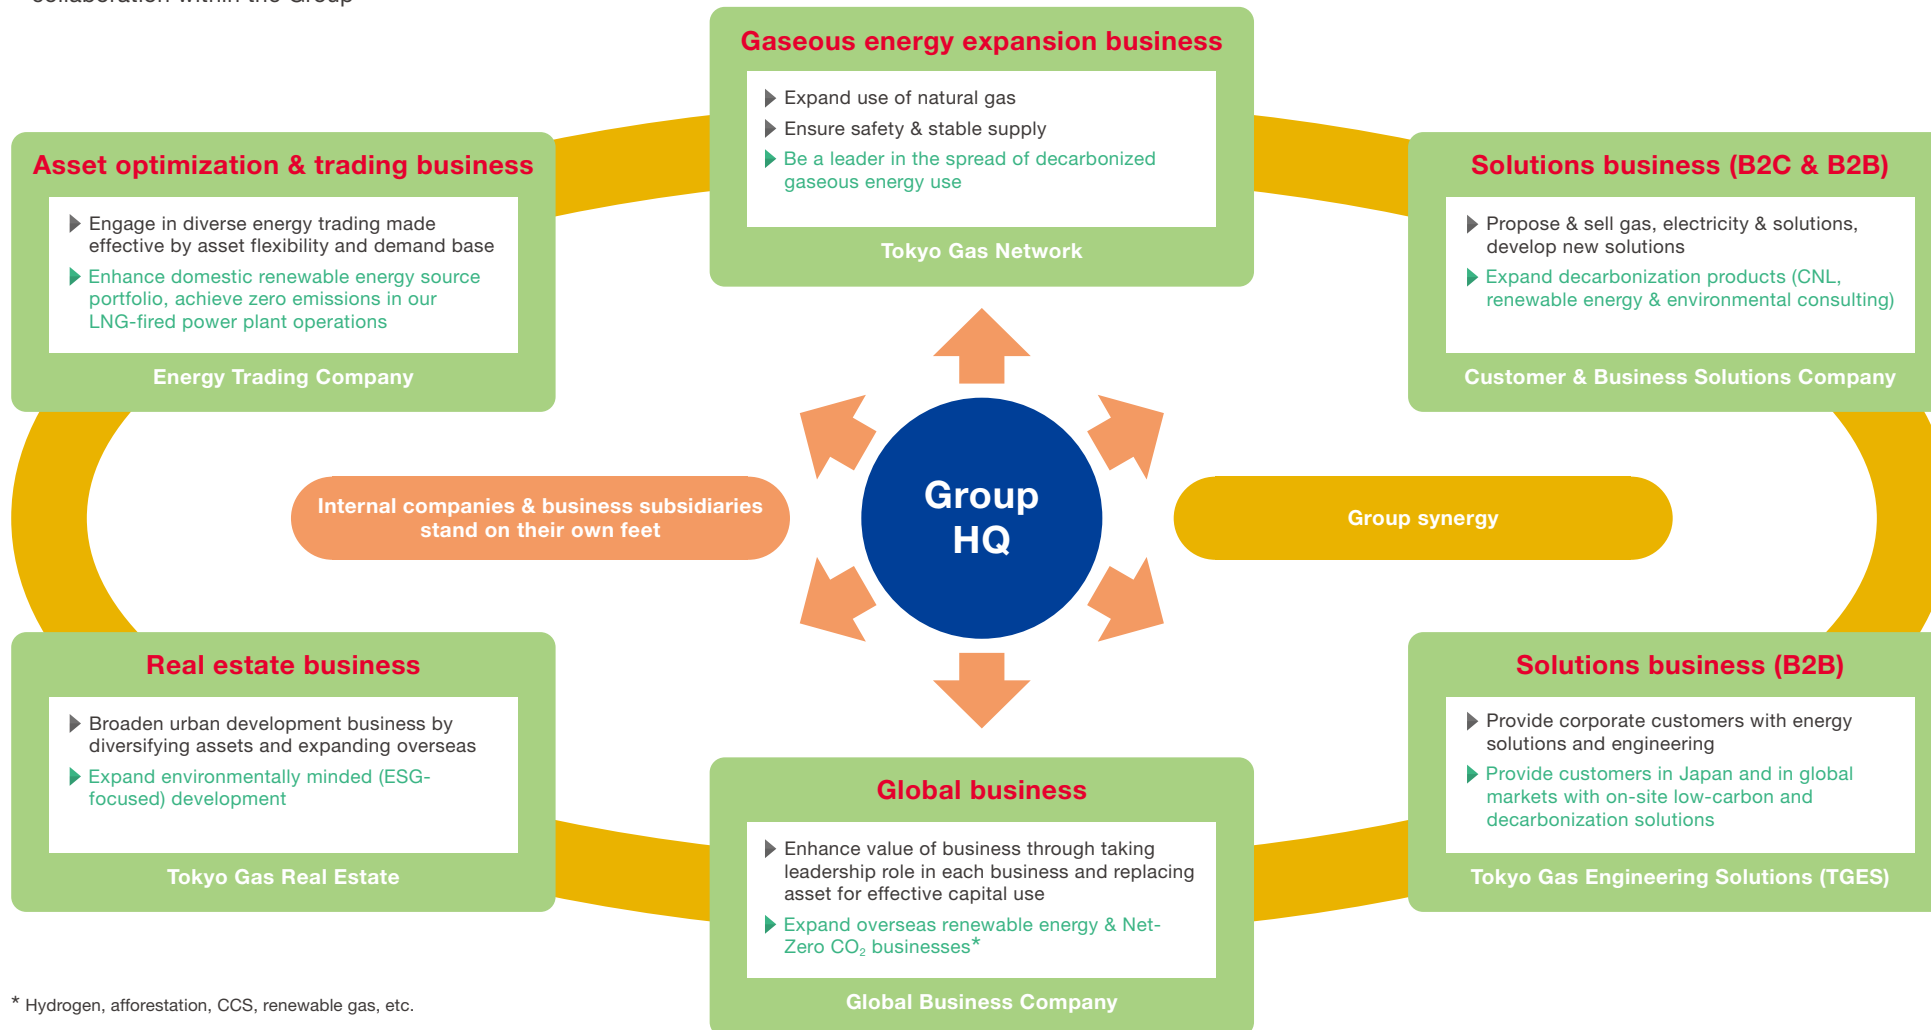 collaboration within the Group
Gaseous energy expansion business
Expand use of natural gas
Ensure safety & stable supply
Be a leader in the spread of decarbonized
gaseous energy use
Tokyo Gas Network
Asset optimization & trading business
Engage in diverse energy trading made
effective by asset flexibility and demand base
Enhance domestic renewable energy source
portfolio, achieve zero emissions in our
LNG-fired power plant operations
Energy Trading Company
Solutions business (B2C & B2B)
Propose & sell gas, electricity & solutions,
develop new solutions
Expand decarbonization products (CNL,
renewable energy & environmental consulting)
Customer & Business Solutions Company
Internal companies & business subsidiaries
stand on their own feet
Group
HQ
Group synergy
Real estate business
Broaden urban development business by
diversifying assets and expanding overseas
Expand environmentally minded (ESG-
focused) development
Tokyo Gas Real Estate
Global business
Enhance value of business through taking
leadership role in each business and replacing
asset for effective capital use
Expand overseas renewable energy & Net-
Zero CO₂ businesses*
Global Business Company
Solutions business (B2B)
Provide corporate customers with energy
solutions and engineering
Provide customers in Japan and in global
markets with on-site low-carbon and
decarbonization solutions
Tokyo Gas Engineering Solutions (TGES)
* Hydrogen, afforestation, CCS, renewable gas, etc.